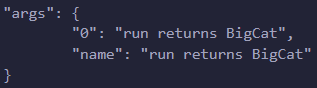 "args": {
"0": "run returns BigCat",
"name": "run returns BigCat"
}